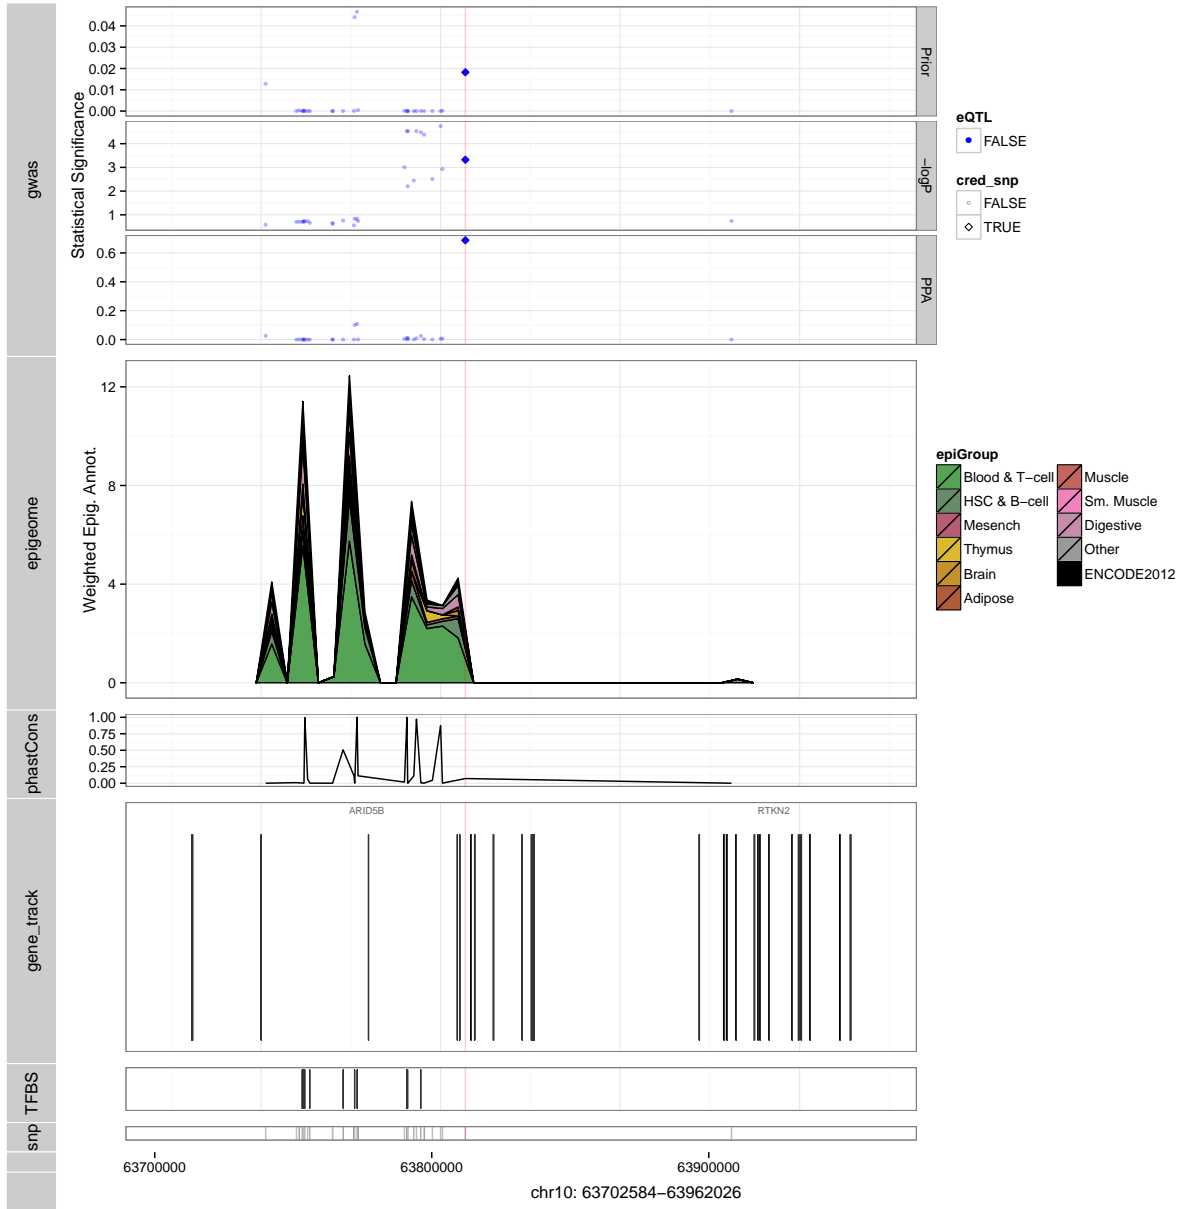 gwas
Statistical Significance
0.04
0.03
0.02
0.01
0.00
Prior
4
3
2
1
−logP
0.6
0.4
0.2
0.0
PPA
eQTL
FALSE
cred_snp
FALSE
TRUE
epigeome
Weighted Epig. Annot.
12
8
4
0
epiGroup
Blood & T−cell
HSC & B−cell
Mesench
Thymus
Brain
Adipose
Muscle
Sm. Muscle
Digestive
Other
ENCODE2012
phastCons
1.00
0.75
0.50
0.25
0.00
gene_track
ARID5B
RTKN2
TFBS
snp
63700000
63800000
63900000
chr10: 63702584−63962026